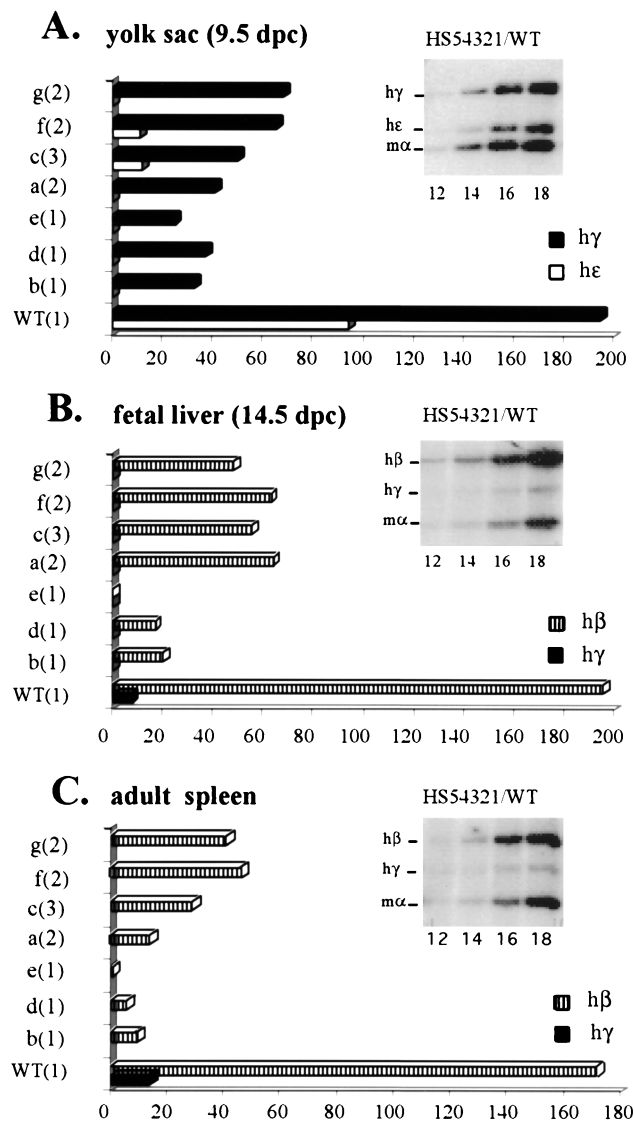 A. yolk sac (9.5 dpc)
HS54321/WT
hγ
hε
mα
12 14 16 18
g(2)
f(2)
c(3)
a(2)
e(1)
d(1)
b(1)
WT(1)
hγ
hε
0 20 40 60 80 100 120 140 160 180 200
B. fetal liver (14.5 dpc)
HS54321/WT
hβ
hγ
mα
12 14 16 18
g(2)
f(2)
c(3)
a(2)
e(1)
d(1)
b(1)
WT(1)
hβ
hγ
0 20 40 60 80 100 120 140 160 180 200
C. adult spleen
HS54321/WT
hβ
hγ
mα
12 14 16 18
g(2)
f(2)
c(3)
a(2)
e(1)
d(1)
b(1)
WT(1)
hβ
hγ
0 20 40 60 80 100 120 140 160 180